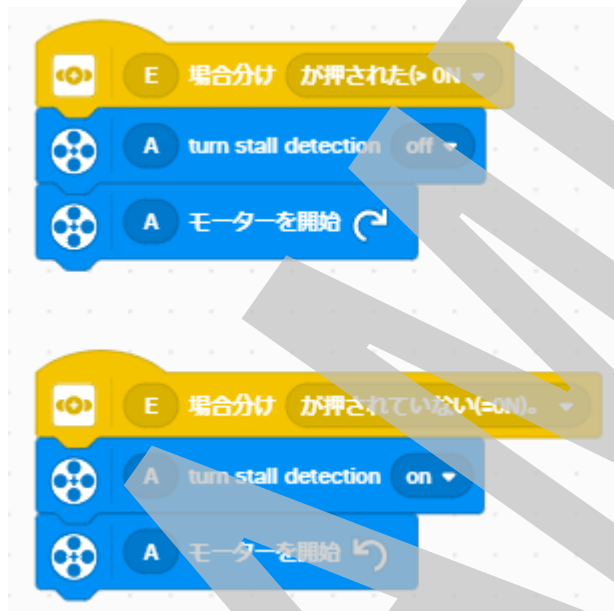 E 場合分け が押された(> 0N
A turn stall detection off
A モーターを開始
E 場合分け が押されていない(=0N)。
A turn stall detection on
A モーターを開始